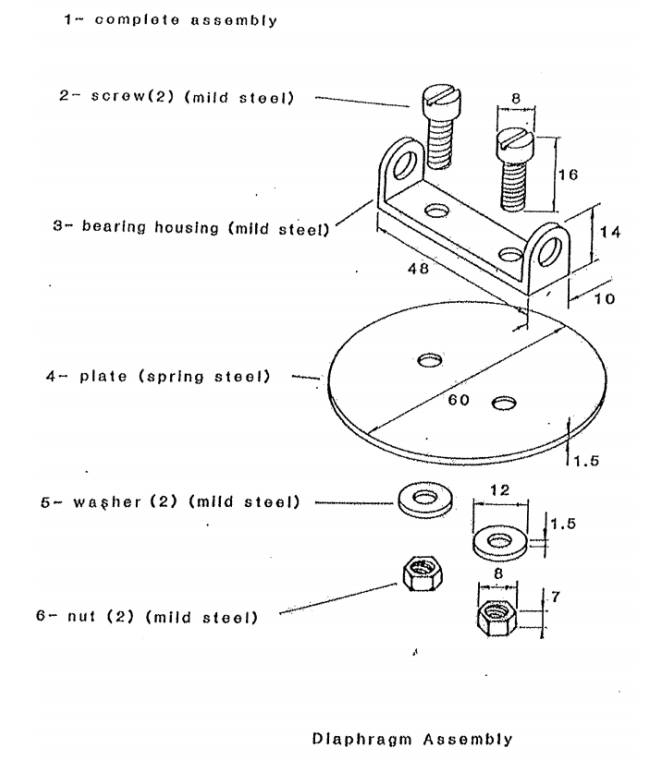 1- complete assembly
2- screw(2) (mild steel)
8
16
3- bearing housing (mild steel)
14
48
10
4- plate (spring steel)
60
1.5
5- washer (2) (mild steel)
12
1.5
8
7
6- nut (2) (mild steel)
Diaphragm Assembly